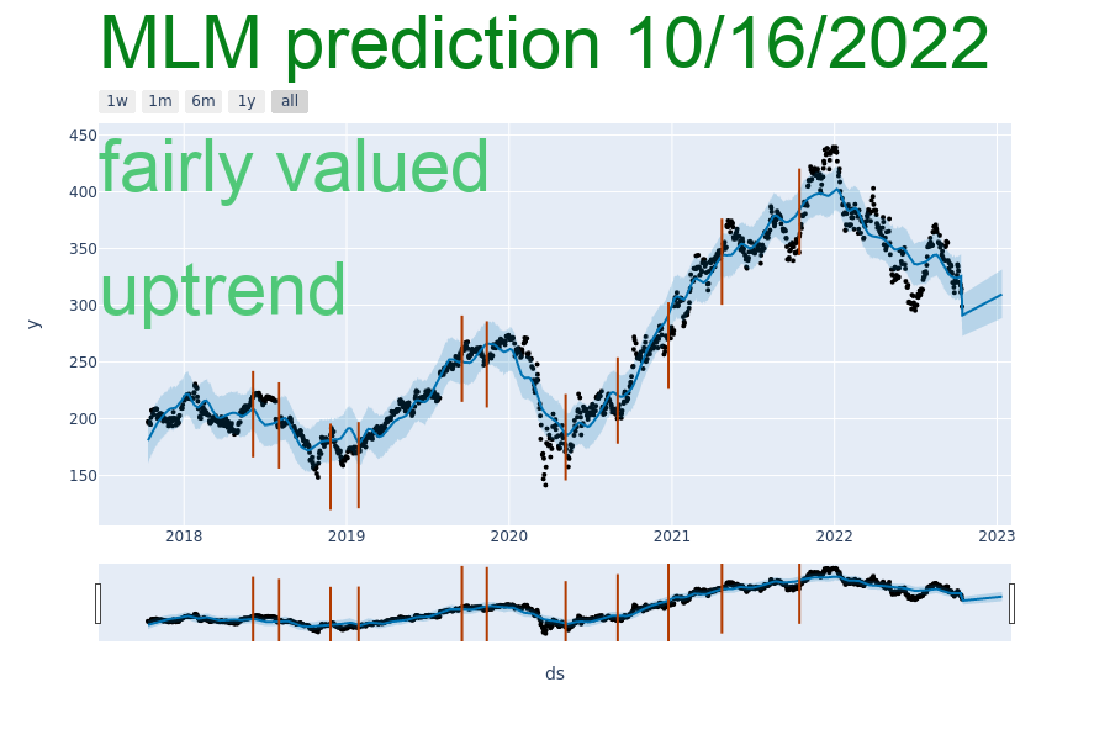 MLM prediction 10/16/2022
1w 1m 6m 1y all
450
fairly valued
400
350
uptrend
300
y
250
200
150
2018 2019 2020 2021 2022 2023
ds